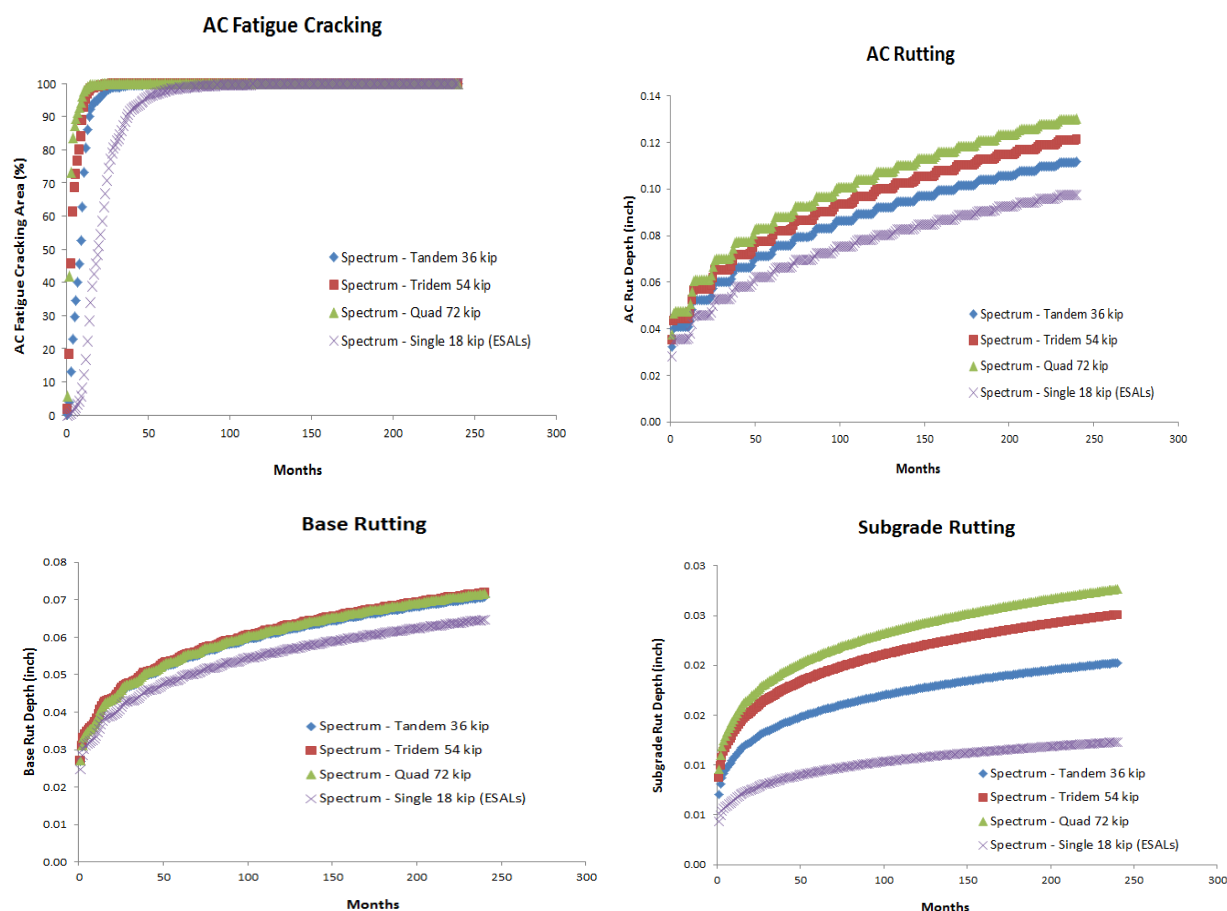 AC Fatigue Cracking
100
90
80
70
60
50
40
30
20
10
0
AC Fatigue Cracking Area (%)
Spectrum - Tandem 36 kip
Spectrum - Tridem 54 kip
Spectrum - Quad 72 kip
Spectrum - Single 18 kip (ESALs)
0 50 100 150 200 250 300
Months
AC Rutting
0.14
0.12
0.10
0.08
0.06
0.04
0.02
0.00
AC Rut Depth (inch)
Spectrum - Tandem 36 kip
Spectrum - Tridem 54 kip
Spectrum - Quad 72 kip
Spectrum - Single 18 kip (ESALs)
0 50 100 150 200 250 300
Months
Base Rutting
0.08
0.07
0.06
0.05
0.04
0.03
0.02
0.01
0.00
Base Rut Depth (inch)
Spectrum - Tandem 36 kip
Spectrum - Tridem 54 kip
Spectrum - Quad 72 kip
Spectrum - Single 18 kip (ESALs)
0 50 100 150 200 250 300
Months
Subgrade Rutting
0.03
0.03
0.02
0.02
0.01
0.01
0.00
Subgrade Rut Depth (inch)
Spectrum - Tandem 36 kip
Spectrum - Tridem 54 kip
Spectrum - Quad 72 kip
Spectrum - Single 18 kip (ESALs)
0 50 100 150 200 250 300
Months